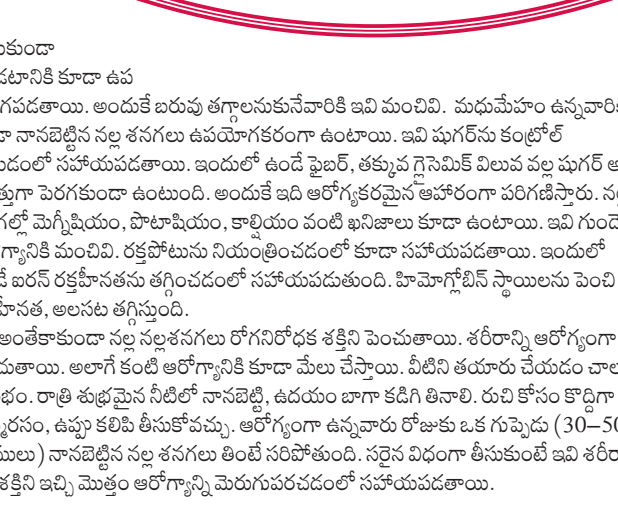 కుండా
డటానికి కూడా ఉప
గపడతాయి. అందుకే బరువు తగ్గాలనుకునేవారికి ఇవి మంచివి. మధుమేహం ఉన్నవారి
డా నానబెట్టిన నల్ల శనగలు ఉపయోగకరంగా ఉంటాయి. ఇవి షుగర్‌ను కంట్రోల్
డంలో సహాయపడతాయి. ఇందులో ఉండే ఫైబర్, తక్కువ గ్లైసెమిక్ విలువ వల్ల షుగర్
త్తుగా పెరగకుండా ఉంటుంది. అందుకే ఇది ఆరోగ్యకరమైన ఆహారంగా పరిగణిస్తారు.
గల్లో మెగ్నీషియం, పొటాషియం, కాల్షియం వంటి ఖనిజాలు కూడా ఉంటాయి. ఇవి గుండె
గ్యానికి మంచివి. రక్తపోటును నియంత్రించడంలో కూడా సహాయపడతాయి. ఇందులో
డే ఐరన్ రక్తహీనతను తగ్గించడంలో సహాయపడుతుంది. హిమోగ్లోబిన్ స్థాయిలను పెంచి
హీనత, అలసట తగ్గిస్తుంది.
అంతేకాకుండా నల్ల నల్లశనగలు రోగనిరోధక శక్తిని పెంచుతాయి. శరీరాన్ని ఆరోగ్యంగా
చుతాయి. అలాగే కంటి ఆరోగ్యానికి కూడా మేలు చేస్తాయి. వీటిని తయారు చేయడం చాల
భం. రాత్రి శుభ్రమైన నీటిలో నానబెట్టి, ఉదయం బాగా కడిగి తినాలి. రుచి కోసం కొద్దిగా
్మరసం, ఉప్పు కలిపి తీసుకోవచ్చు. ఆరోగ్యంగా ఉన్నవారు రోజుకు ఒక గుప్పెడు (30–50
ములు) నానబెట్టిన నల్ల శనగలు తింటే సరిపోతుంది. సరైన విధంగా తీసుకుంటే ఇవి శరీరా
శక్తిని ఇచ్చి మొత్తం ఆరోగ్యాన్ని మెరుగుపరచడంలో సహాయపడతాయి.